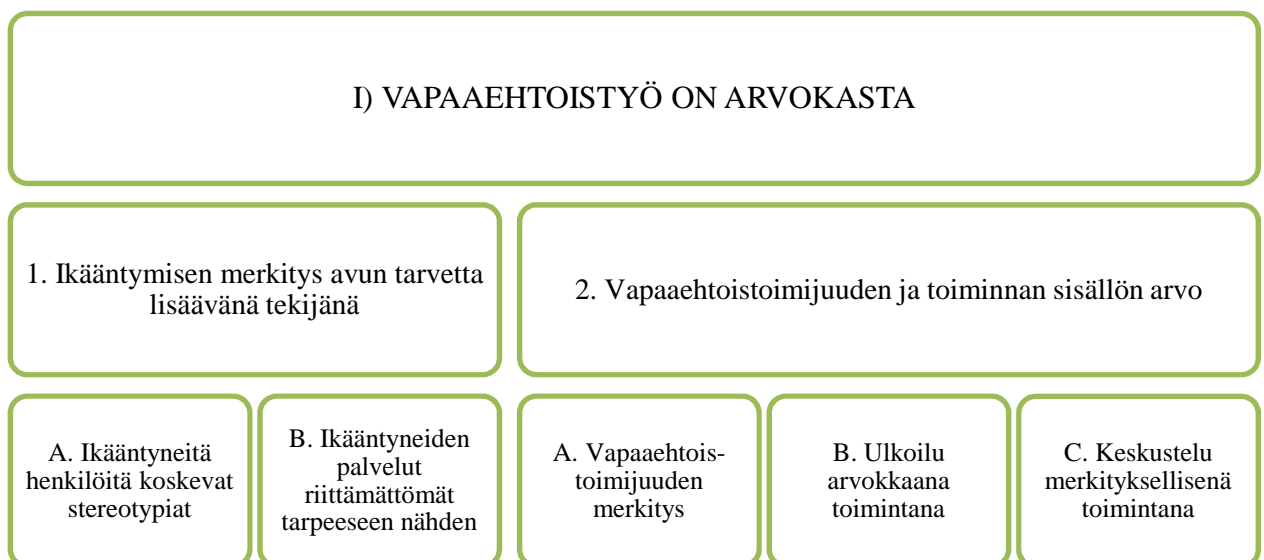 I) VAPAAEHTOISTYÖ ON ARVOKASTA
1. Ikääntymisen merkitys avun tarvetta
lisäävänä tekijänä
2. Vapaaehtoistoimijuuden ja toiminnan sisällön arvo
A. Ikääntyneitä
henkilöitä koskevat
stereotypiat
B. Ikääntyneiden
palvelut
riittämättömät
tarpeeseen nähden
A. Vapaaehtois-
toimijuuden
merkitys
B. Ulkoilu
arvokkaana
toimintana
C. Keskustelu
merkityksellisenä
toimintana